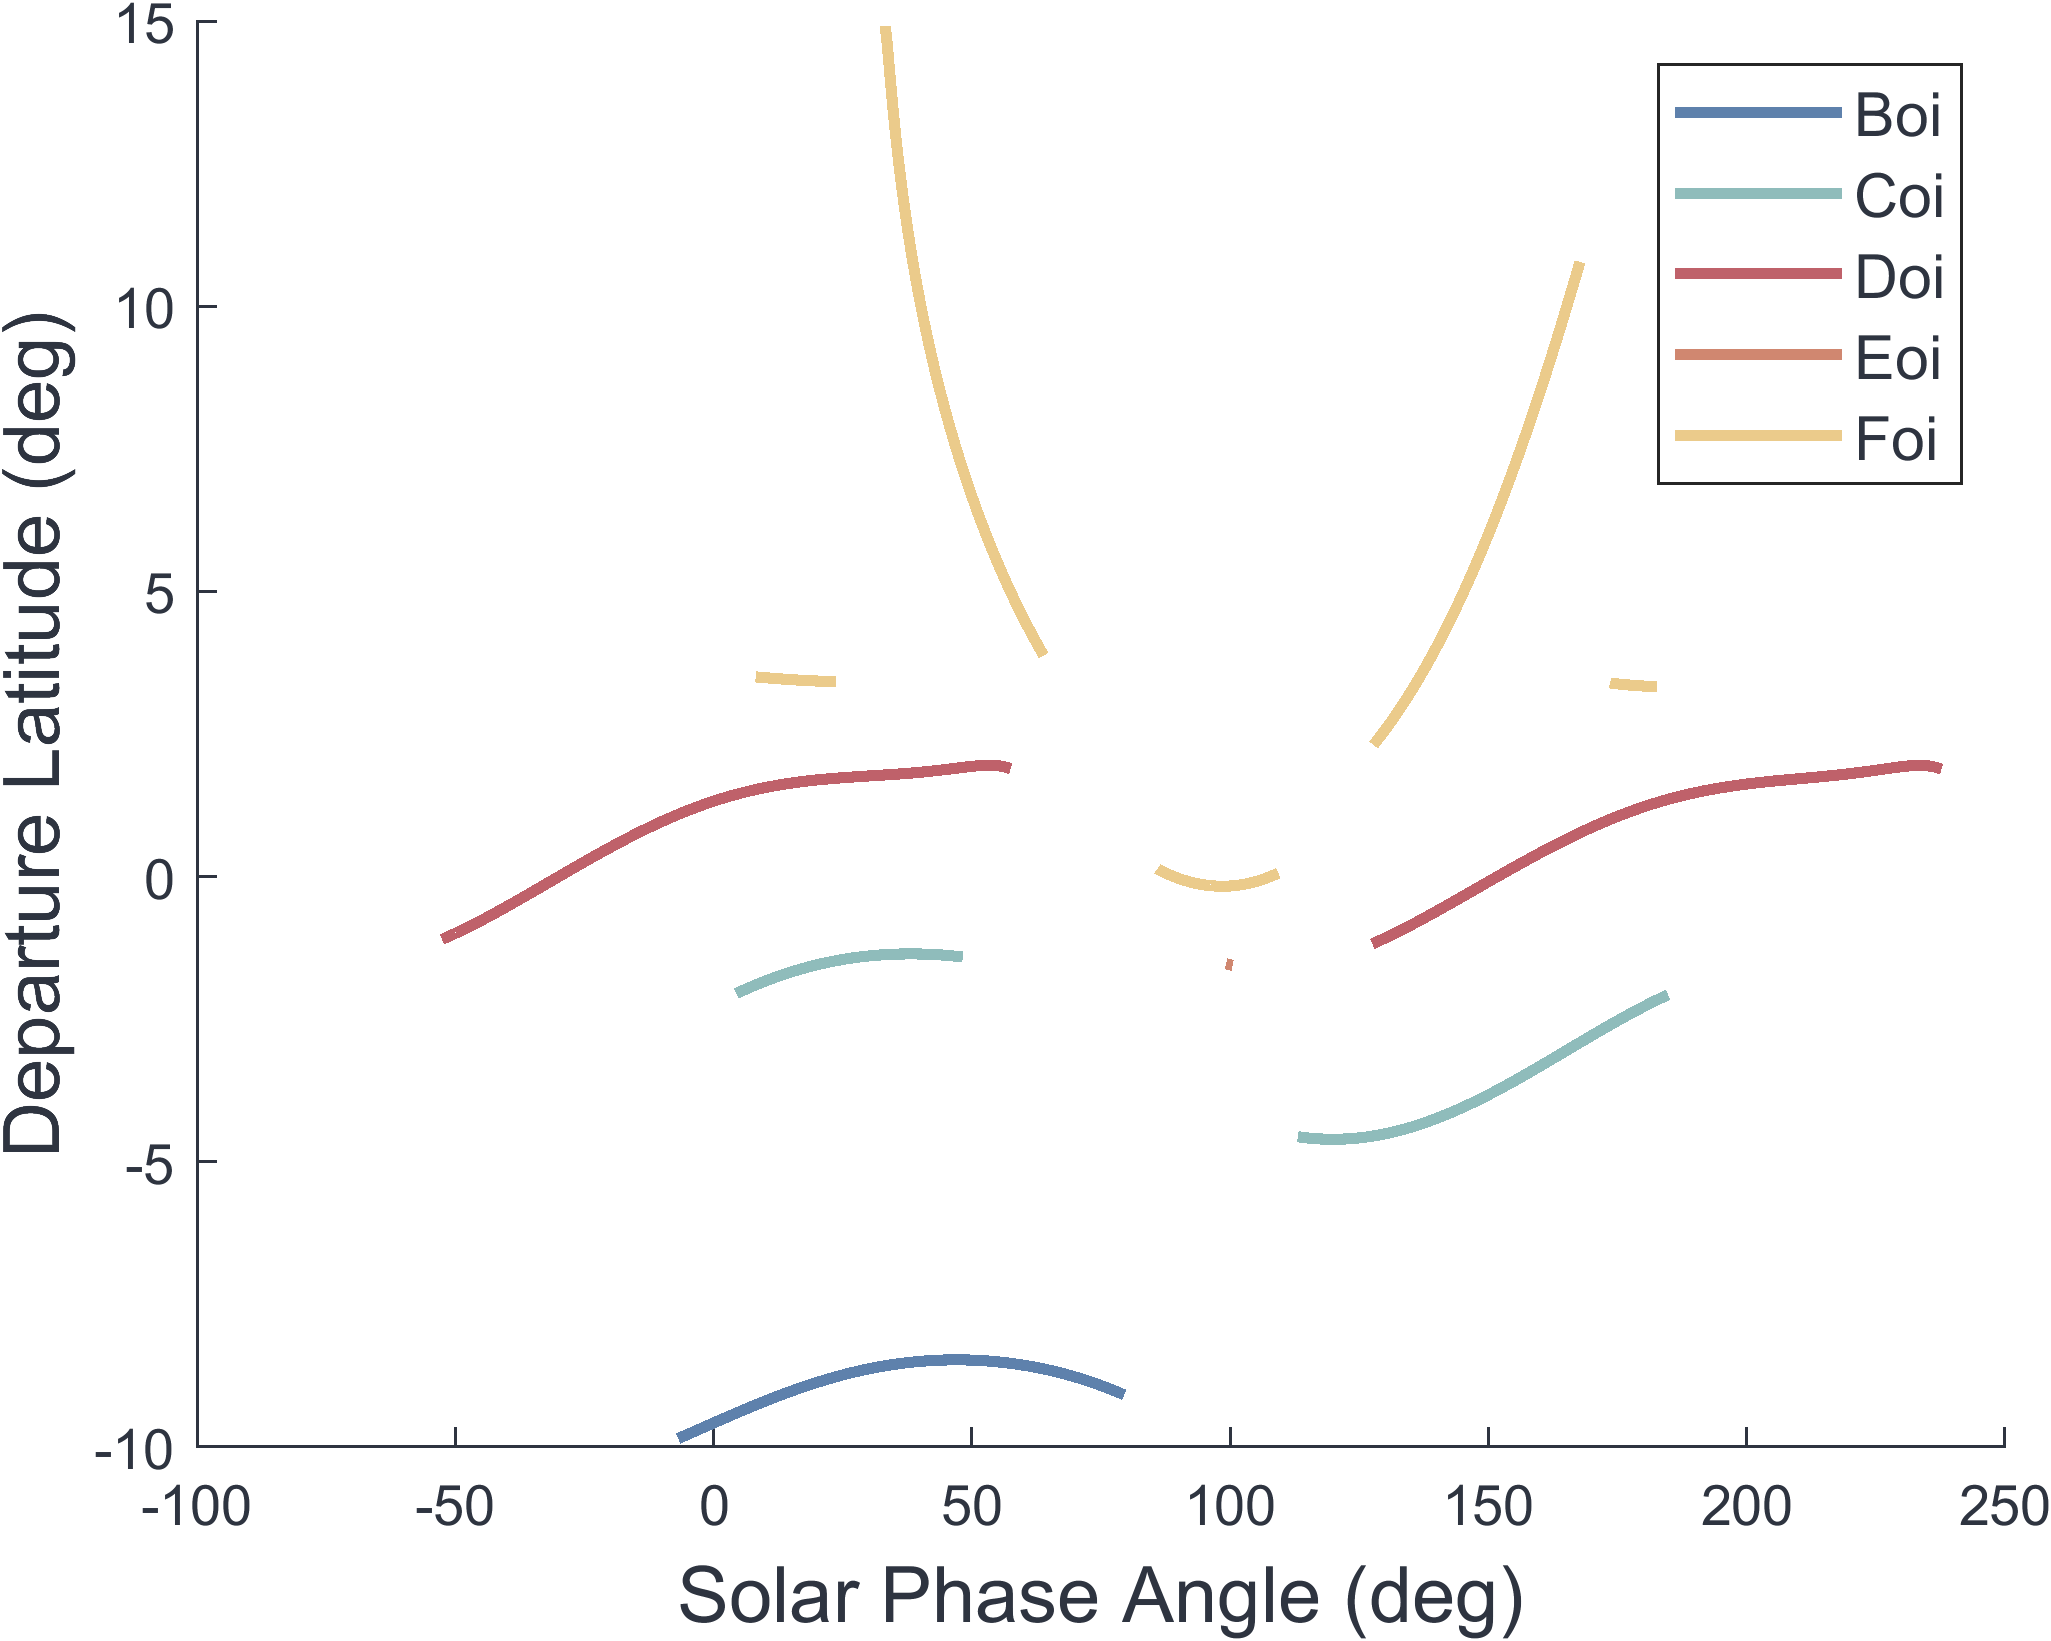 Departure Latitude (deg)
15
10
5
0
-5
-10
-100 -50 0 50 100 150 200 250
Solar Phase Angle (deg)
Boi
Coi
Doi
Eoi
Foi